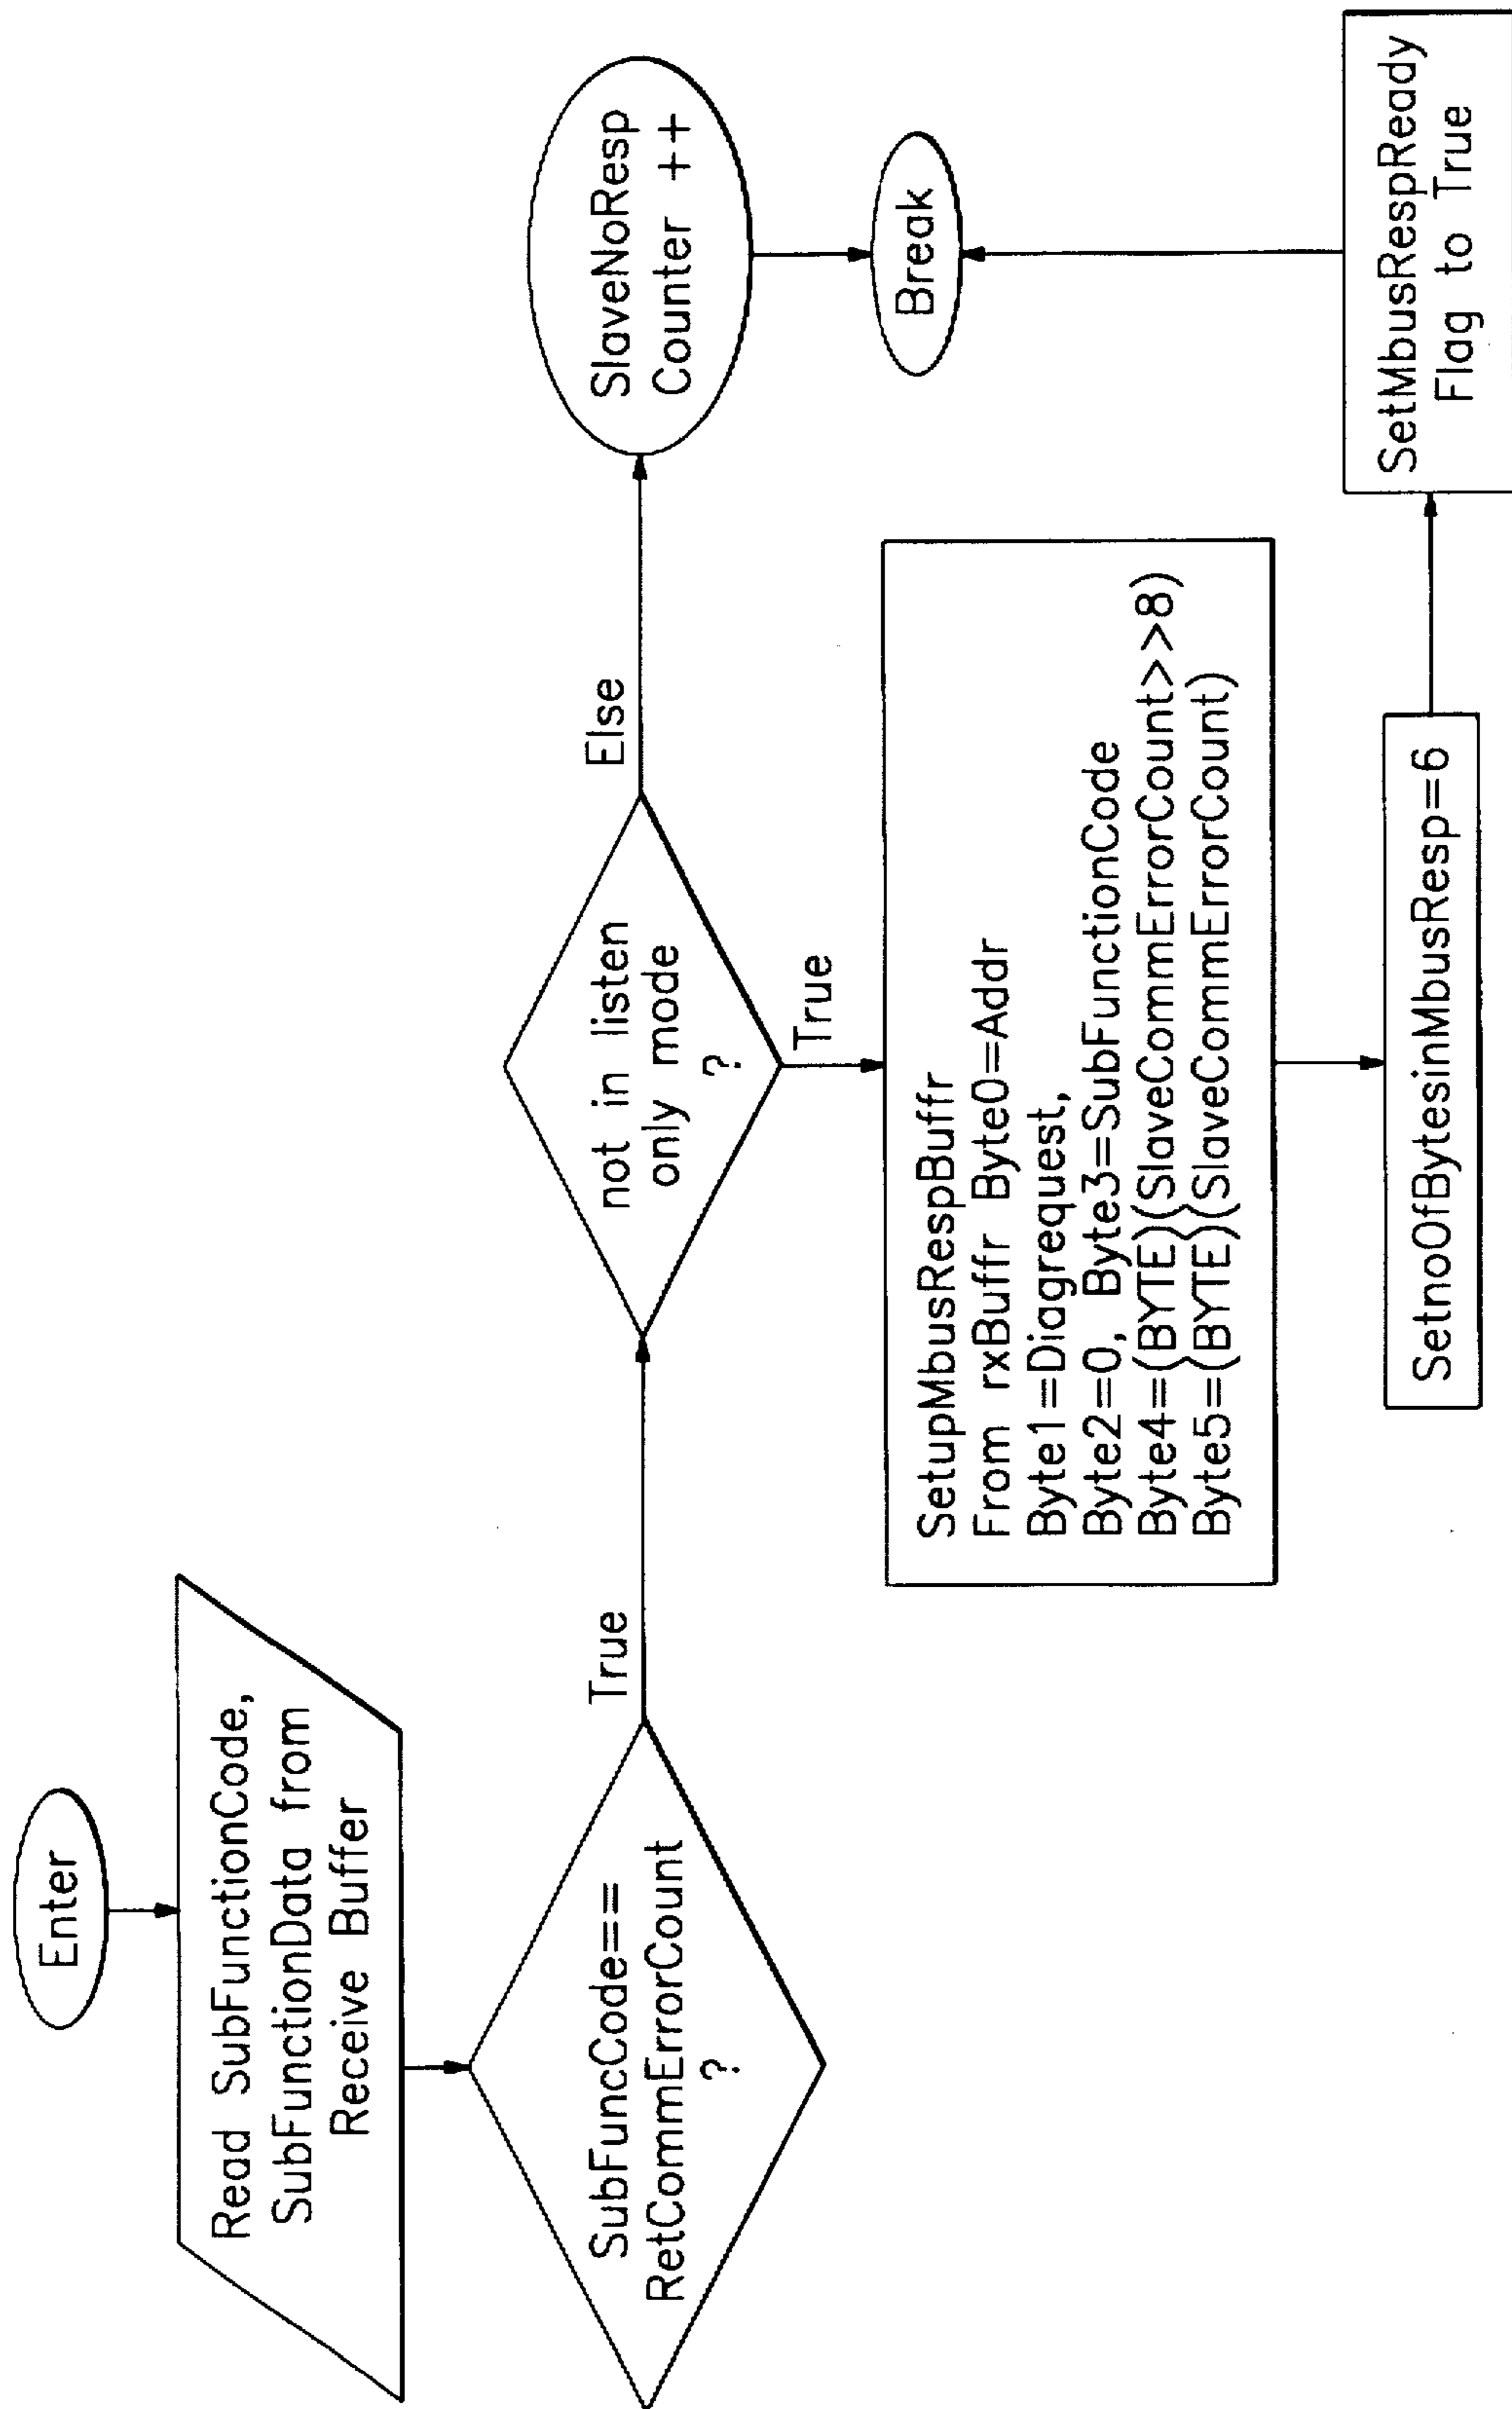 Enter
Read SubFunctionCode,
SubFunctionData from
Receive Buffer
SubFuncCode==
RetCommErrorCount
?
True
not in listen
only mode
?
Else
SlaveNoResp
Counter ++
Break
True
SetupMbusRespBuffr
From rxBuffr Byte0=Addr
Byte1=Diagrequest,
Byte2=0, Byte3=SubFunctionCode
Byte4=(BYTE)(SlaveCommErrorCount>>8)
Byte5=(BYTE)(SlaveCommErrorCount)
SetnoOfBytesinMbusResp=6
SetMbusRespReady
Flag to True